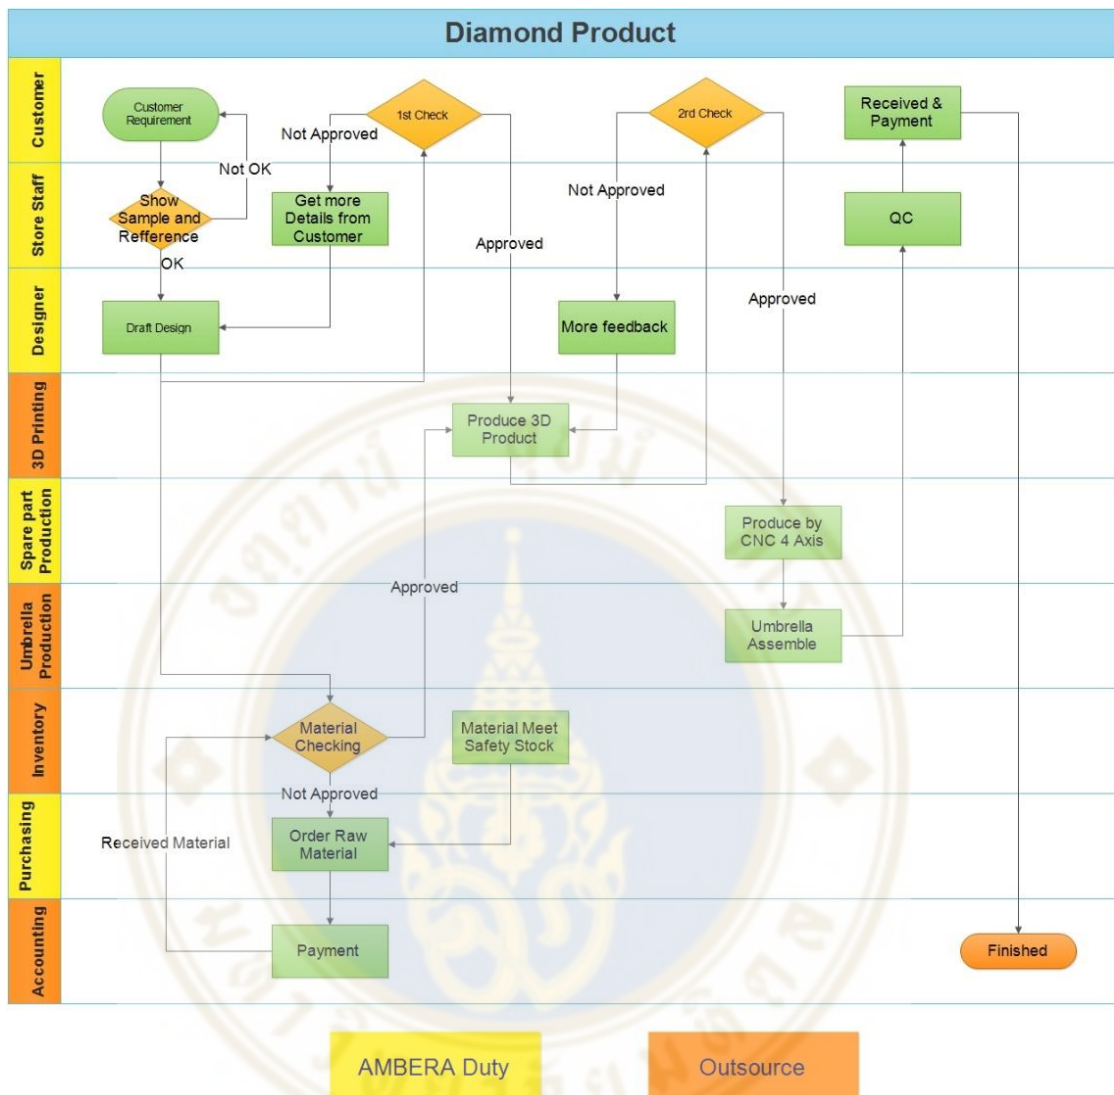 Diamond Product
Customer
Customer
Requirement
1st Check
2rd Check
Received &
Payment
Not Approved
Not OK
Store Staff
Show
Sample and
Refference
Get more
Details from
Customer
Not Approved
QC
Approved
OK
Designer
Draft Design
More feedback
Approved
3D Printing
Produce 3D
Product
Spare part
Production
Produce by
CNC 4 Axis
Approved
Umbrella
Production
Umbrella
Assemble
Inventory
Material
Checking
Material Meet
Safety Stock
Not Approved
Purchasing
Received Material
Order Raw
Material
Accounting
Payment
Finished
AMBERA Duty
Outsource